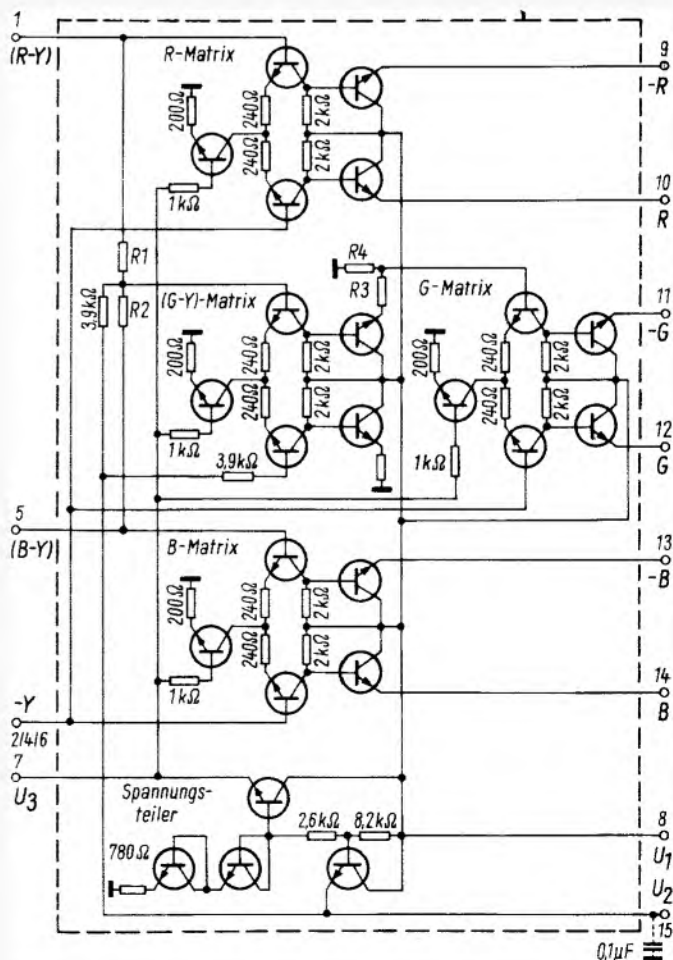 1
(R-Y)
R-Matrix
9
-R
200Ω
240Ω
2kΩ
240Ω
2kΩ
1kΩ
10
R
R1
R4
3,9kΩ
R2
(G-Y)-Matrix
R3
G-Matrix
11
-G
200Ω
240Ω
2kΩ
200Ω
240Ω
2kΩ
240Ω
2kΩ
240Ω
2kΩ
1kΩ
3,9kΩ
1kΩ
12
G
5
(B-Y)
B-Matrix
13
-B
200Ω
240Ω
2kΩ
240Ω
2kΩ
1kΩ
14
B
-Y
2/4/6
7
U3
Spannungs-
teiler
2,6kΩ
8,2kΩ
8
U1
780Ω
U2
15
0,1µF